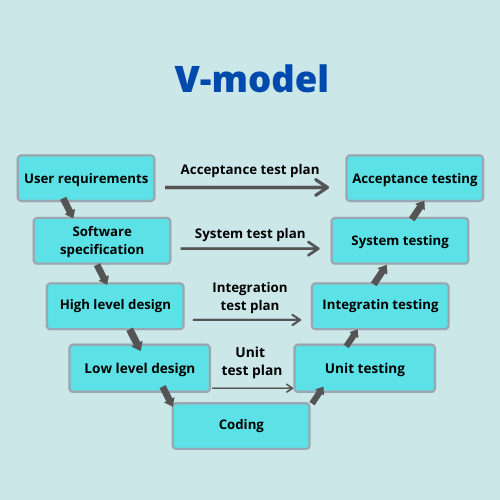 V-model
User requirements
Acceptance test plan
Acceptance testing
Software
specification
System test plan
System testing
High level design
Integration
test plan
Integratin testing
Low level design
Unit
test plan
Unit testing
Coding